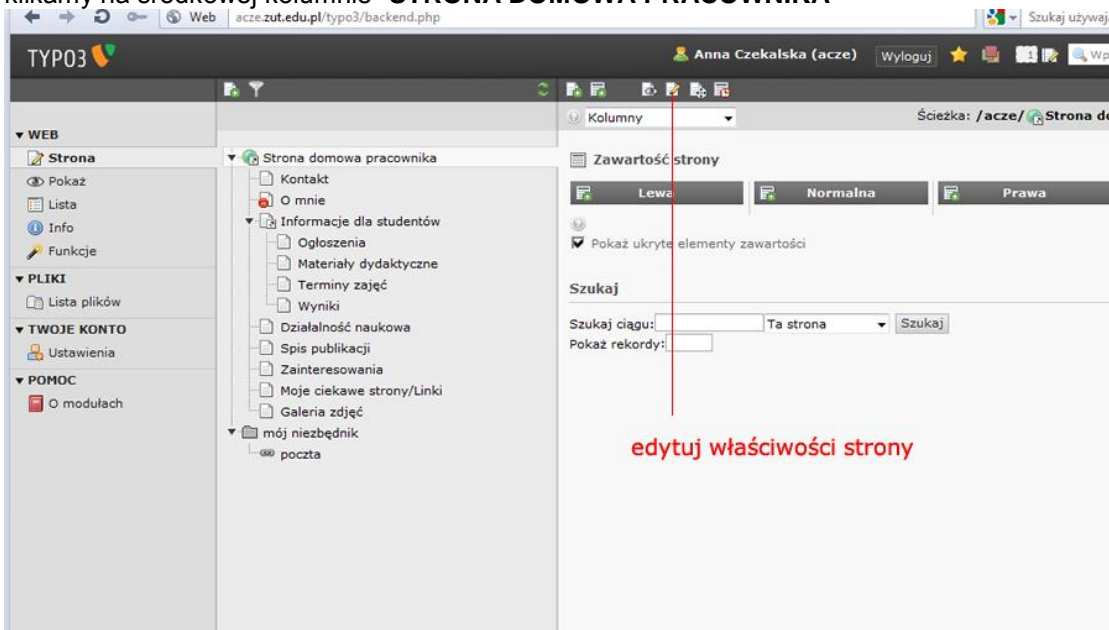 klikamy na środkowej kolumnie "STRONA DOMOWA PRACOWNIKA"
Web acze.zut.edu.pl/typo3/backend.php Szukaj używaj
TYPO3 Anna Czekalska (acze) Wyloguj
Kolumny Ścieżka: /acze/ Strona do
WEB
Strona
Pokaż
Lista
Info
Funkcje
PLIKI
Lista plików
TWOJE KONTO
Ustawienia
POMOC
O modułach
Strona domowa pracownika
Kontakt
O mnie
Informacje dla studentów
Ogłoszenia
Materiały dydaktyczne
Terminy zajęć
Wyniki
Działalność naukowa
Spis publikacji
Zainteresowania
Moje ciekawe strony/Linki
Galeria zdjęć
mój niezbędnik
poczta
Zawartość strony
Lewa Normalna Prawa
Pokaż ukryte elementy zawartości
Szukaj
Szukaj ciągu: Ta strona Szukaj
Pokaż rekordy:
edytuj właściwości strony